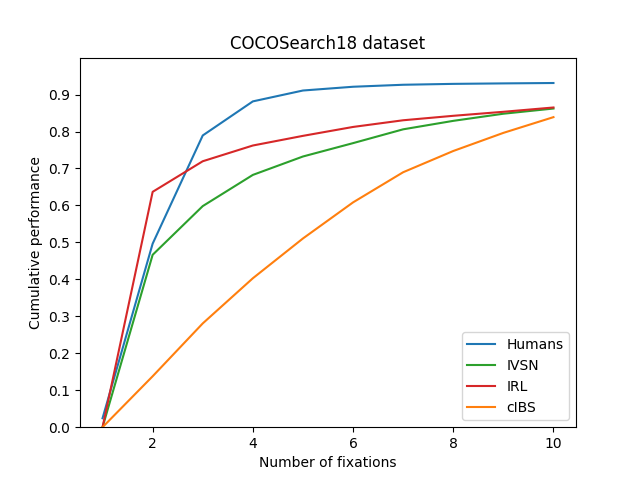 COCOSearch18 dataset
Cumulative performance
0.9
0.8
0.7
0.6
0.5
0.4
0.3
0.2
0.1
0.0
2
4
6
8
10
Number of fixations
Humans
IVSN
IRL
cIBS